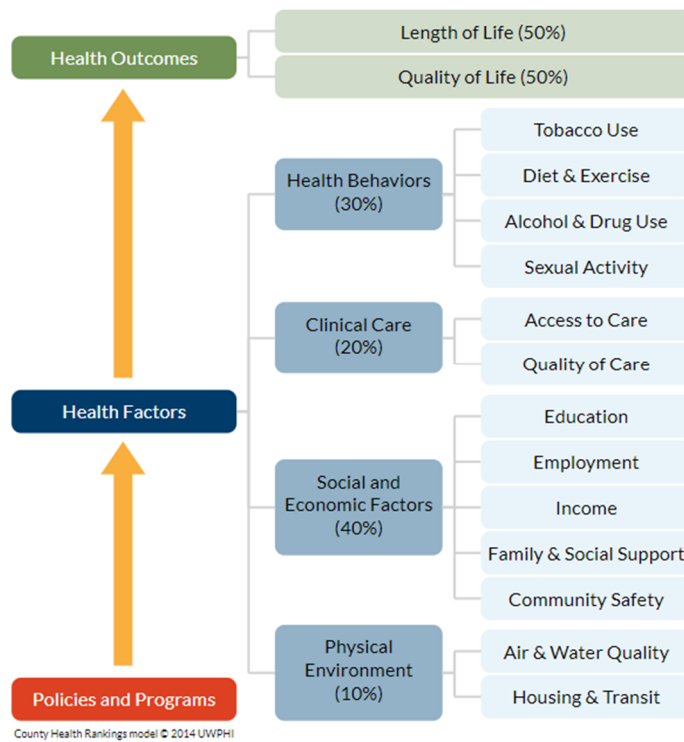 Health Outcomes
Length of Life (50%)
Quality of Life (50%)
Health Factors
Health Behaviors
(30%)
Tobacco Use
Diet & Exercise
Alcohol & Drug Use
Sexual Activity
Clinical Care
(20%)
Access to Care
Quality of Care
Social and
Economic Factors
(40%)
Education
Employment
Income
Family & Social Support
Community Safety
Physical
Environment
(10%)
Air & Water Quality
Housing & Transit
Policies and Programs
County Health Rankings model © 2014 UWPHI